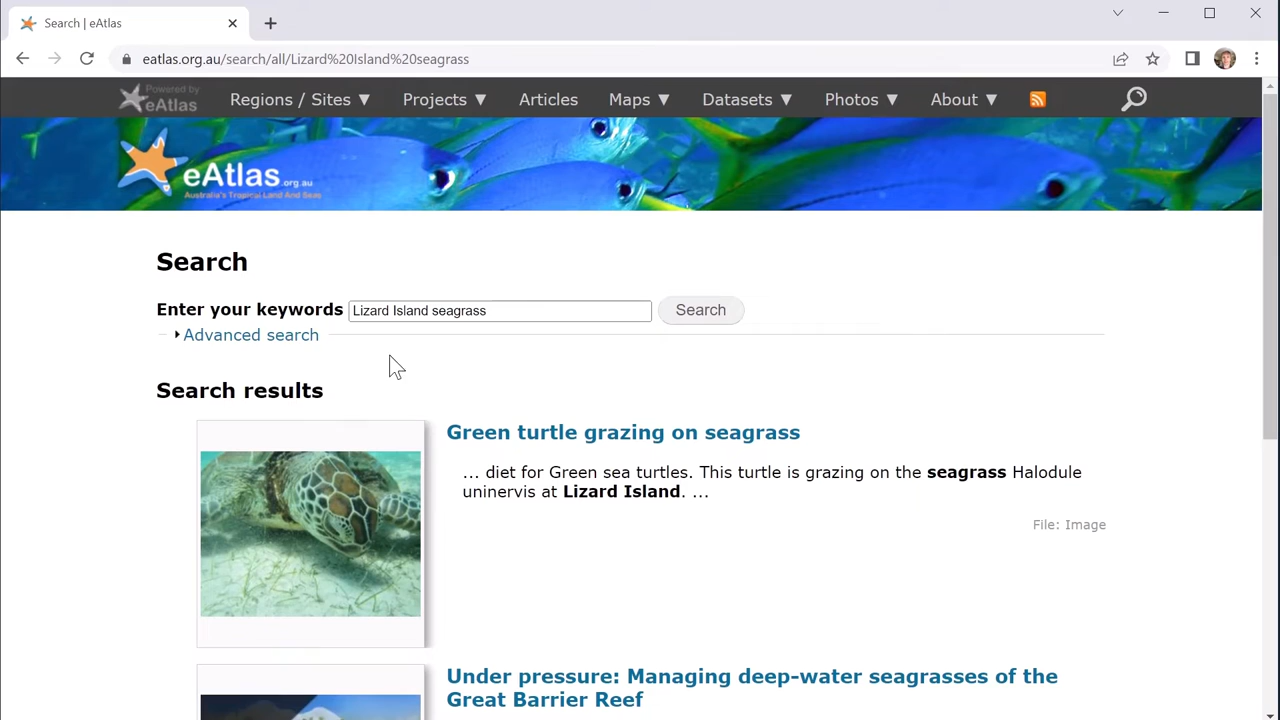 Search | eAtlas
eatlas.org.au/search/all/Lizard%20Island%20seagrass
Powered by
eAtlas
Regions / Sites ▼ Projects ▼ Articles Maps ▼ Datasets ▼ Photos ▼ About ▼
eAtlas.org.au
Australia's Tropical Land And Seas
Search
Enter your keywords Lizard Island seagrass Search
Advanced search
Search results
Green turtle grazing on seagrass
... diet for Green sea turtles. This turtle is grazing on the seagrass Halodule
uninervis at Lizard Island. ...
File: Image
Under pressure: Managing deep-water seagrasses of the
Great Barrier Reef